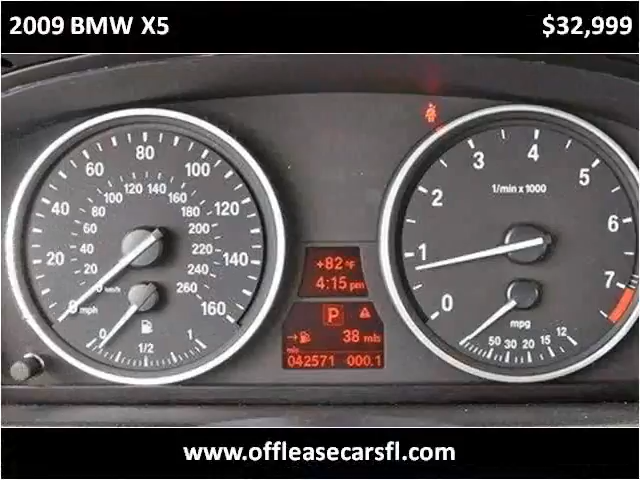 2009 BMW X5 $32,999
60 80 100
40 120
20 140
0 mph 160
100 120 140 160
80 180
60 200
40 220
20 240
0 km/h 260
0 1/2 1
+82 °F
4:15 pm
P
38 mls
mls
042571 000.1
3 4 5
2 6
1 7
0
1/min x 1000
mpg
50 30 20 15 12
www.offleasecarsfl.com